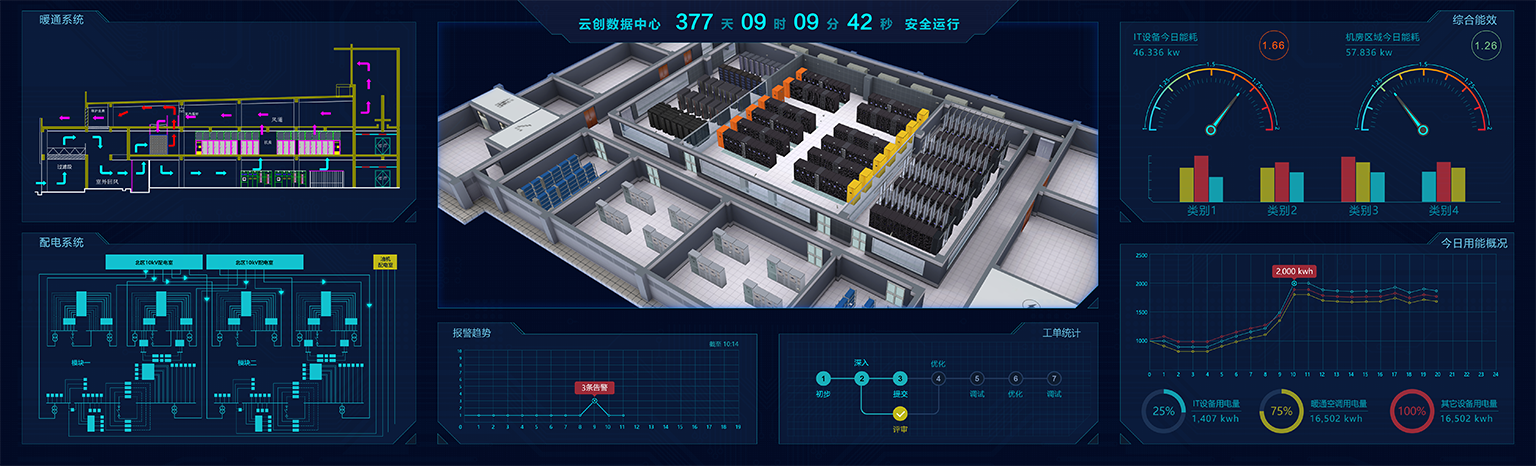 暖通系统
云创数据中心 377 天 09 时 09 分 42 秒 安全运行
综合能效
IT设备今日能耗
46.336 kw
1.66
机房区域今日能耗
57.836 kw
1.26
1.5
1.5
类别1 类别2 类别3 类别4
风道
过滤段
室外回风
配电系统
北区10kV配电室
北区10kV配电室
油机
配电室
模块一
模块二
报警趋势
截至 10:14
3条告警
0 1 2 3 4 5 6 7 8 9 10 11 12 13 14 15 16 17 18 19
工单统计
深入
优化
1 2 3 4 5 6 7
初步
提交
调试
优化
调试
评审
今日用能概况
2500
2,000 kwh
2000
1500
1000
0 1 2 3 4 5 6 7 8 9 10 11 12 13 14 15 16 17 18 19 20 21 22 23 24
25%
IT设备用电量
1,407 kwh
75%
暖通空调用电量
16,502 kwh
100%
其它设备用电量
16,502 kwh